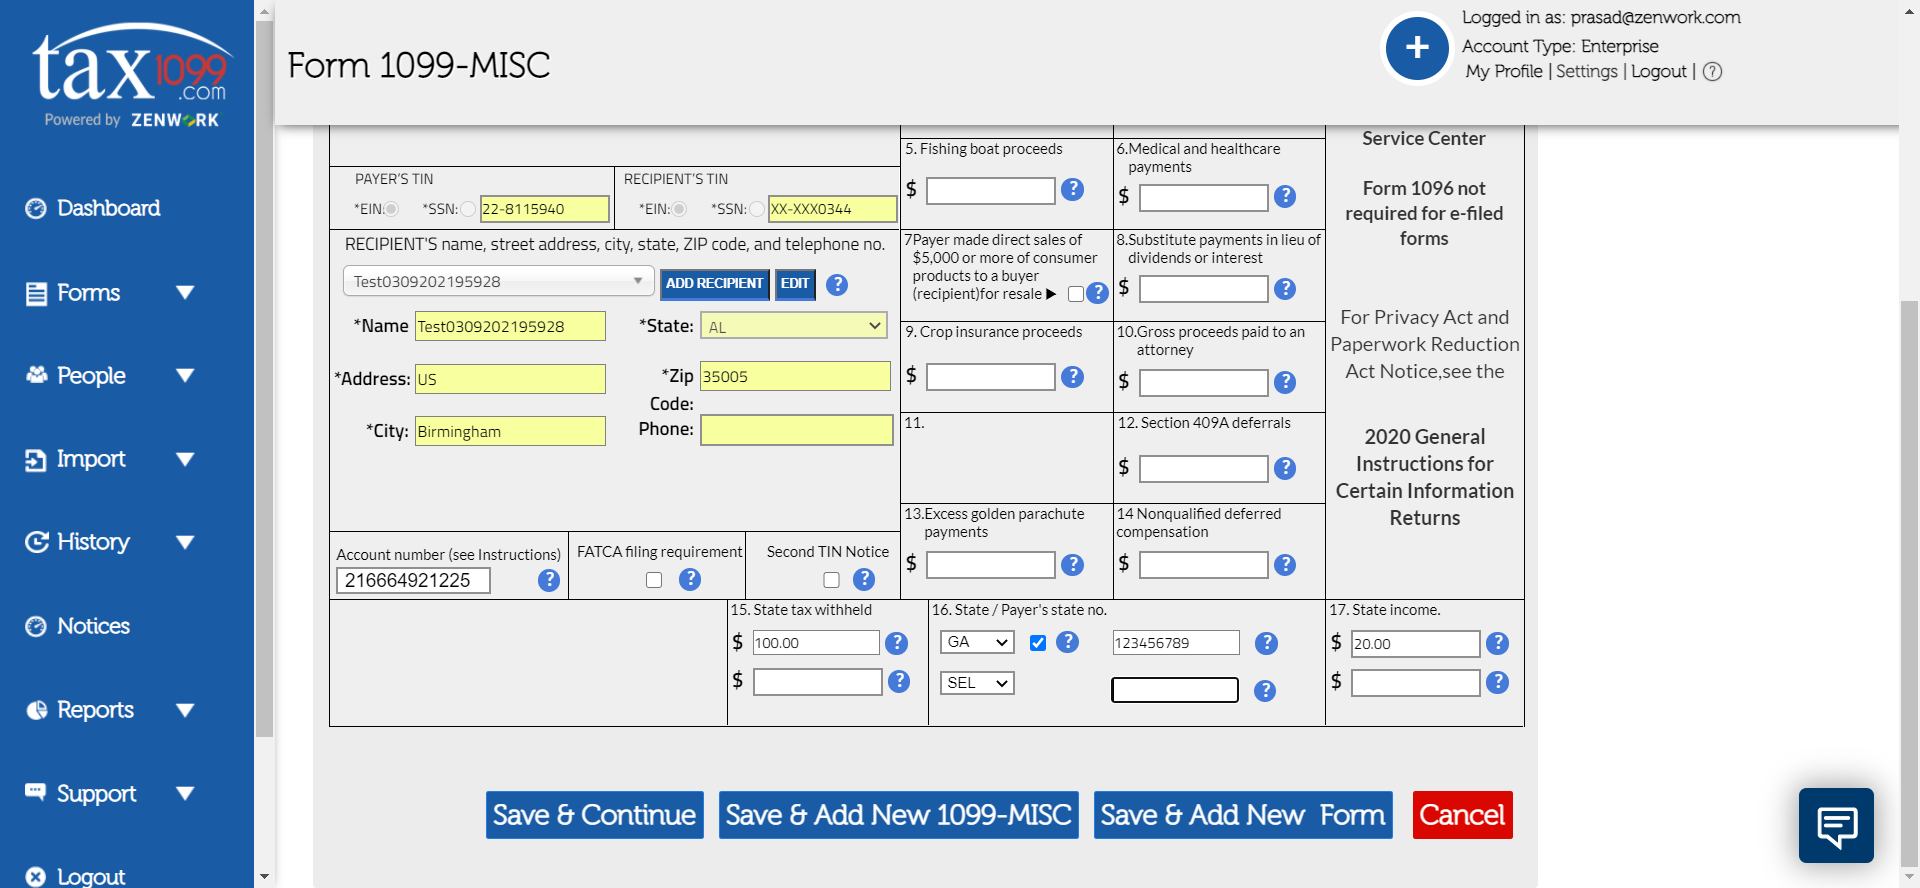 tax1099
.com
Powered by ZENWORK
Dashboard
Forms
People
Import
History
Notices
Reports
Support
Logout
Form 1099-MISC
+
Logged in as: prasad@zenwork.com
Account Type: Enterprise
My Profile | Settings | Logout | ?
PAYER'S TIN
*EIN: *SSN: 22-8115940
RECIPIENT'S TIN
*EIN: *SSN: XX-XXX0344
RECIPIENT'S name, street address, city, state, ZIP code, and telephone no.
Test0309202195928 ADD RECIPIENT EDIT ?
*Name Test0309202195928 *State: AL
*Address: US *Zip Code: 35005
*City: Birmingham Phone:
Account number (see Instructions)
216664921225 ?
FATCA filing requirement
?
Second TIN Notice
?
5. Fishing boat proceeds
$ ?
6.Medical and healthcare
payments
$ ?
7Payer made direct sales of
$5,000 or more of consumer
products to a buyer
(recipient)for resale ▶ ?
8.Substitute payments in lieu of
dividends or interest
$ ?
9. Crop insurance proceeds
$ ?
10.Gross proceeds paid to an
attorney
$ ?
11.
12. Section 409A deferrals
$ ?
13.Excess golden parachute
payments
$ ?
14 Nonqualified deferred
compensation
$ ?
15. State tax withheld
$ 100.00 ?
$ ?
16. State / Payer's state no.
GA ? 123456789 ?
SEL ?
17. State income.
$ 20.00 ?
$ ?
Service Center
Form 1096 not
required for e-filed
forms
For Privacy Act and
Paperwork Reduction
Act Notice,see the
2020 General
Instructions for
Certain Information
Returns
Save & Continue
Save & Add New 1099-MISC
Save & Add New Form
Cancel